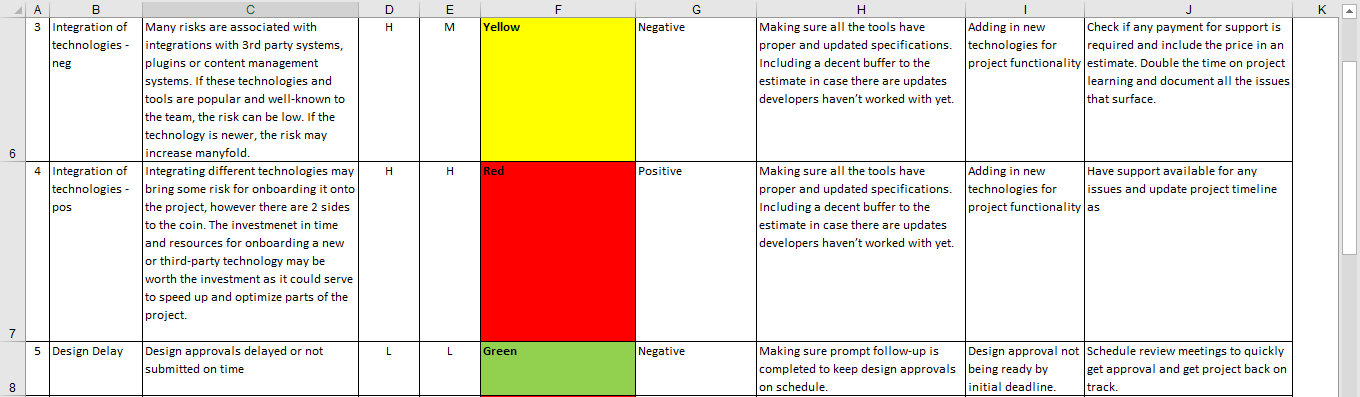 A B C D E F G H I J K
3 Integration of technologies - neg
Many risks are associated with
integrations with 3rd party systems,
plugins or content management
systems. If these technologies and
tools are popular and well-known to
the team, the risk can be low. If the
technology is newer, the risk may
increase manyfold.
H
M
Yellow
Negative
Making sure all the tools have
proper and updated specifications.
Including a decent buffer to the
estimate in case there are updates
developers haven't worked with yet.
Adding in new
technologies for
project functionality
Check if any payment for support is
required and include the price in an
estimate. Double the time on project
learning and document all the issues
that surface.
6
4 Integration of technologies - pos
Integrating different technologies may
bring some risk for onboarding it onto
the project, however there are 2 sides
to the coin. The investmenet in time
and resources for onboarding a new
or third-party technology may be
worth the investment as it could serve
to speed up and optimize parts of the
project.
H
H
Red
Positive
Making sure all the tools have
proper and updated specifications.
Including a decent buffer to the
estimate in case there are updates
developers haven't worked with yet.
Adding in new
technologies for
project functionality
Have support available for any
issues and update project timeline
as
7
5 Design Delay
Design approvals delayed or not
submitted on time
L
L
Green
Negative
Making sure prompt follow-up is
completed to keep design approvals
on schedule.
Design approval not
being ready by
initial deadline.
Schedule review meetings to quickly
get approval and get project back on
track.
8